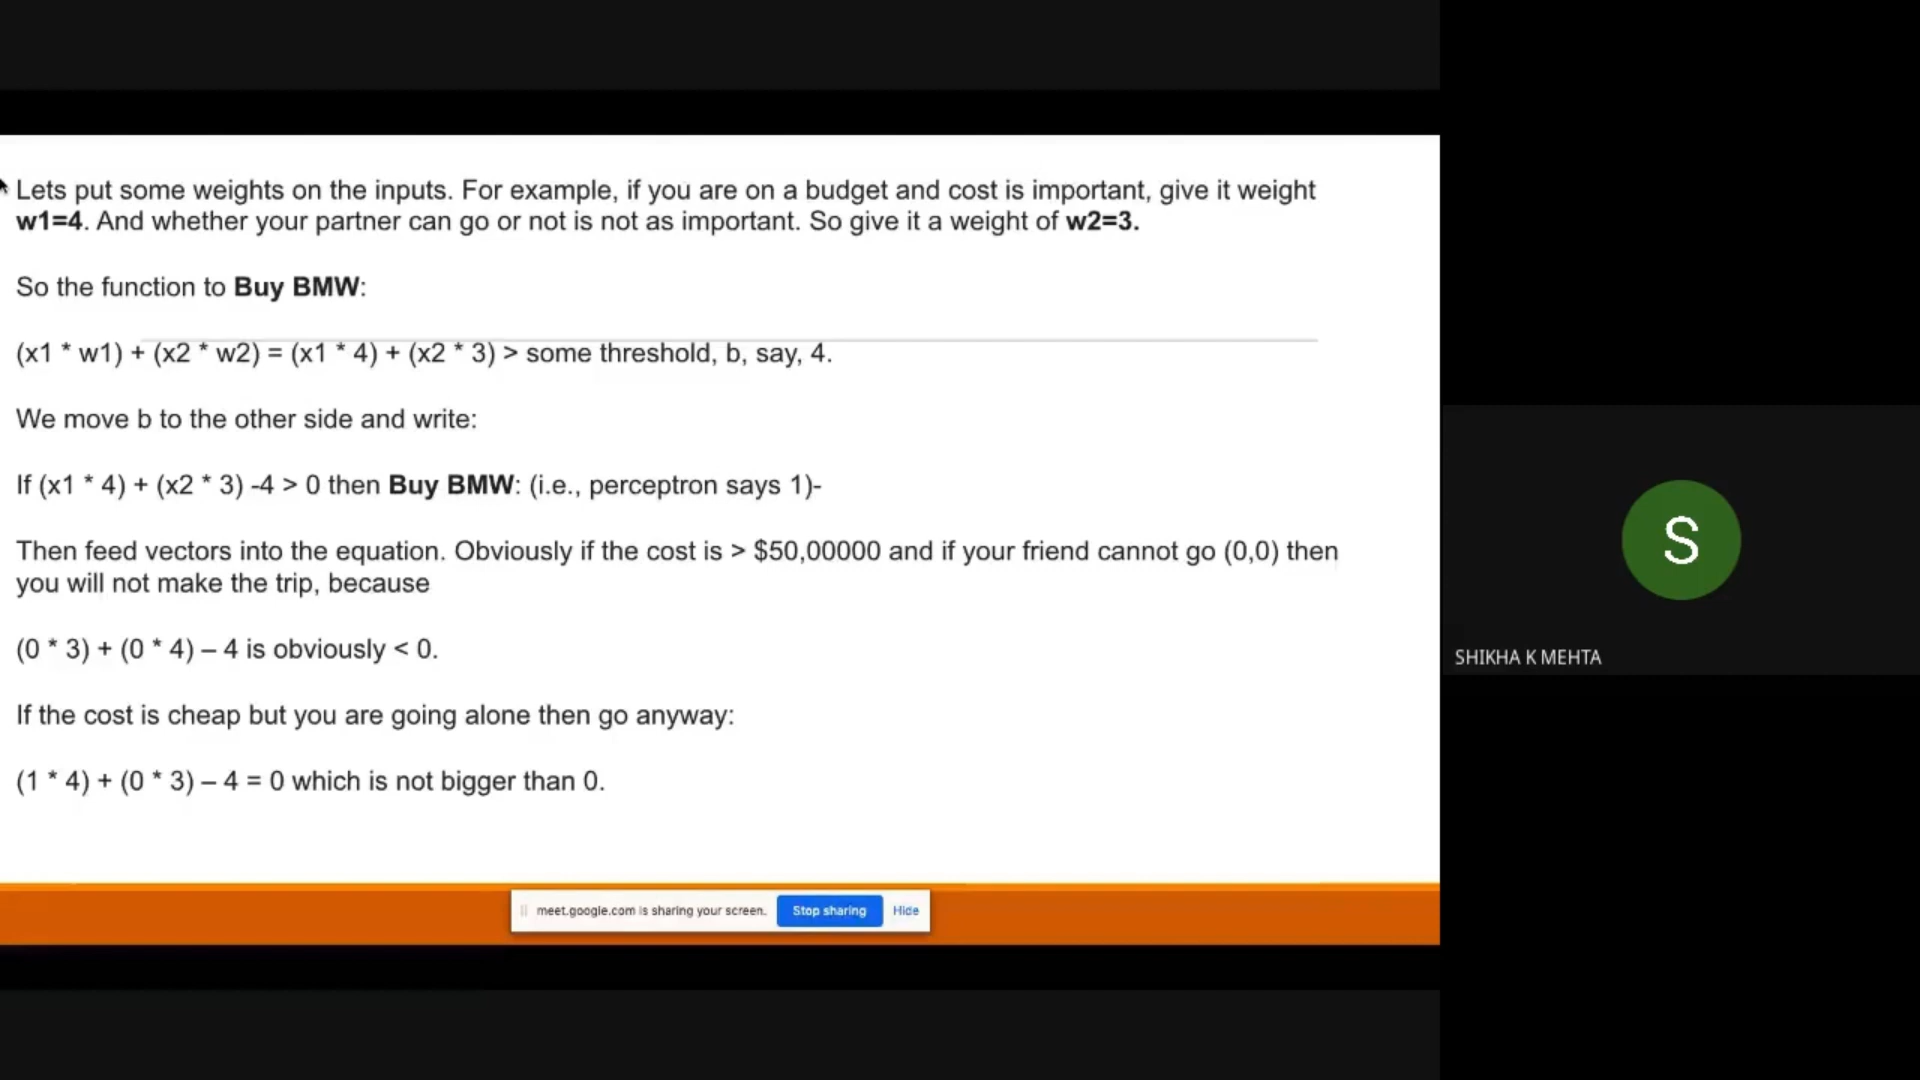 Lets put some weights on the inputs. For example, if you are on a budget and cost is important, give it weight
w1=4. And whether your partner can go or not is not as important. So give it a weight of w2=3.
So the function to Buy BMW:
(x1 * w1) + (x2 * w2) = (x1 * 4) + (x2 * 3) > some threshold, b, say, 4.
We move b to the other side and write:
If (x1 * 4) + (x2 * 3) -4 > 0 then Buy BMW: (i.e., perceptron says 1)-
Then feed vectors into the equation. Obviously if the cost is > $50,00000 and if your friend cannot go (0,0) then
you will not make the trip, because
(0 * 3) + (0 * 4) – 4 is obviously < 0.
If the cost is cheap but you are going alone then go anyway:
(1 * 4) + (0 * 3) – 4 = 0 which is not bigger than 0.
meet.google.com is sharing your screen. Stop sharing Hide
S
SHIKHA K MEHTA